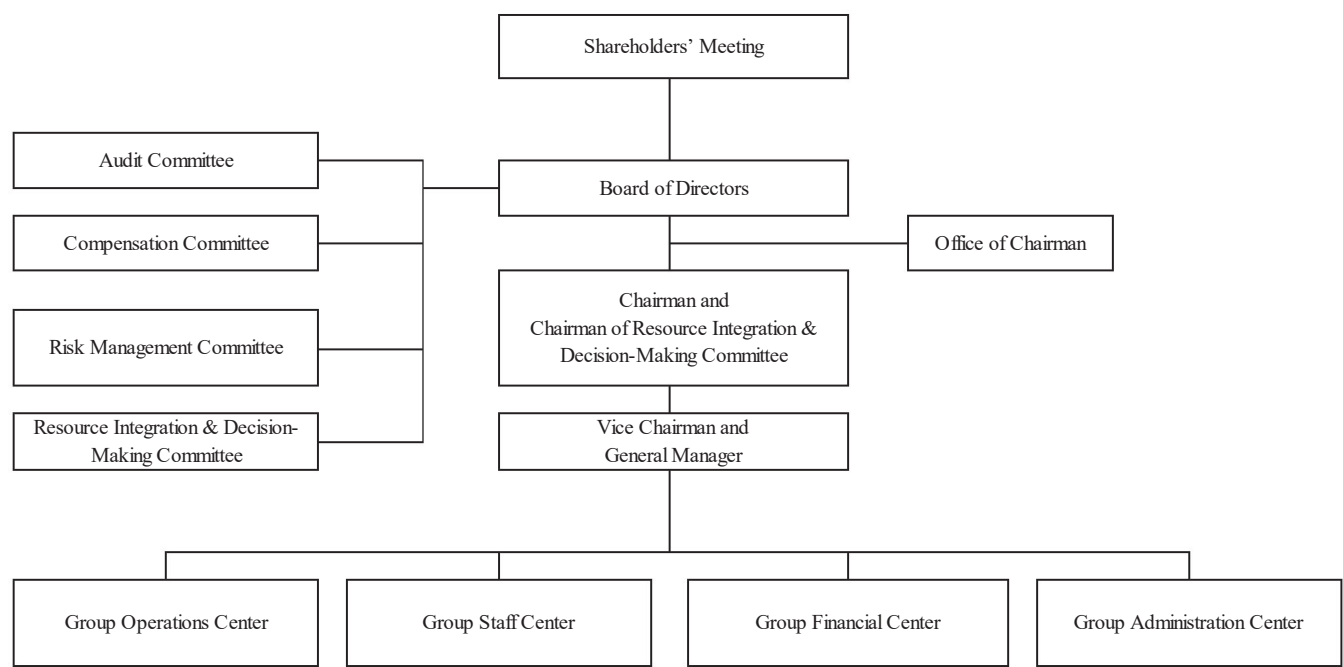 Shareholders’ Meeting
Audit Committee
Board of Directors
Compensation Committee
Office of Chairman
Chairman and
Chairman of Resource Integration &
Decision-Making Committee
Risk Management Committee
Resource Integration & Decision-
Making Committee
Vice Chairman and
General Manager
Group Operations Center
Group Staff Center
Group Financial Center
Group Administration Center